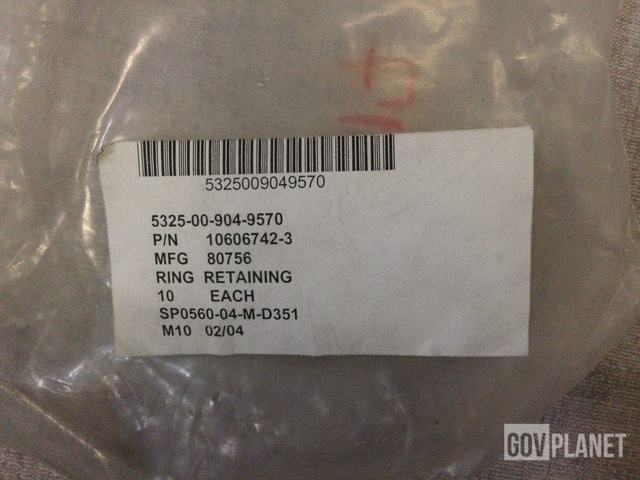 5325009049570
5325-00-904-9570
P/N 10606742-3
MFG 80756
RING RETAINING
10 EACH
SP0560-04-M-D351
M10 02/04
GOVPLANET